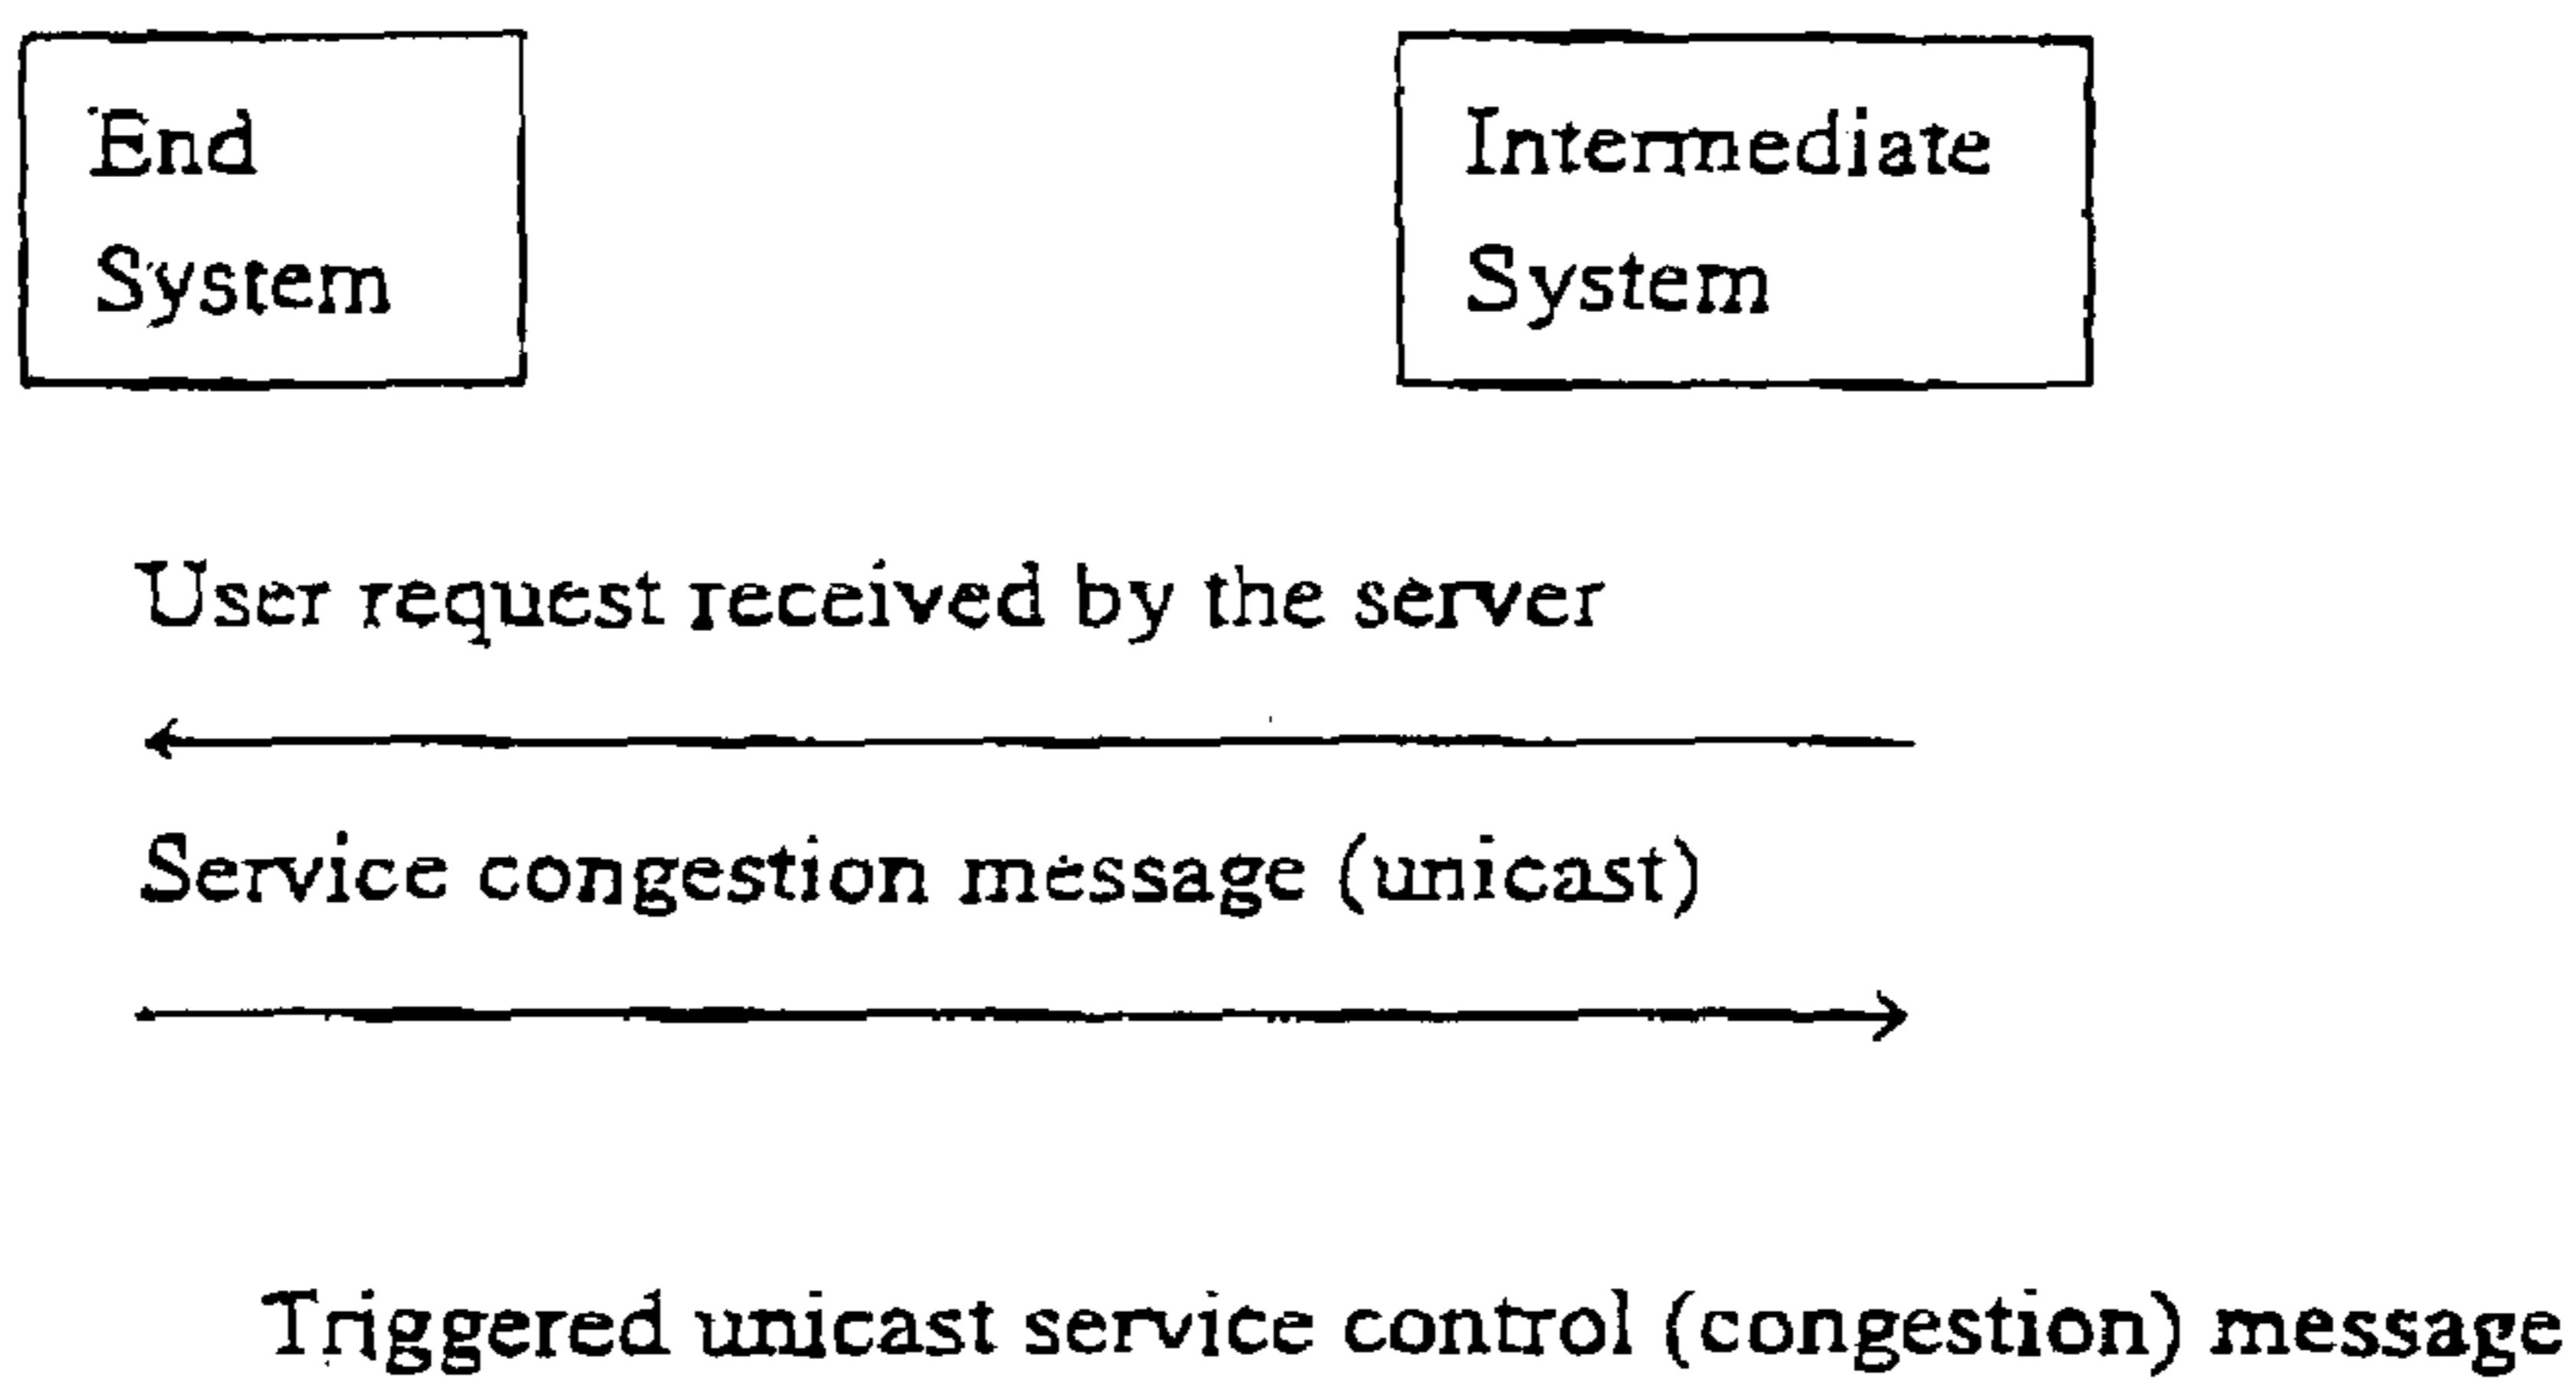 End
System
Intermediate
System
User request received by the server
Service congestion message (unicast)
Triggered unicast service control (congestion) message